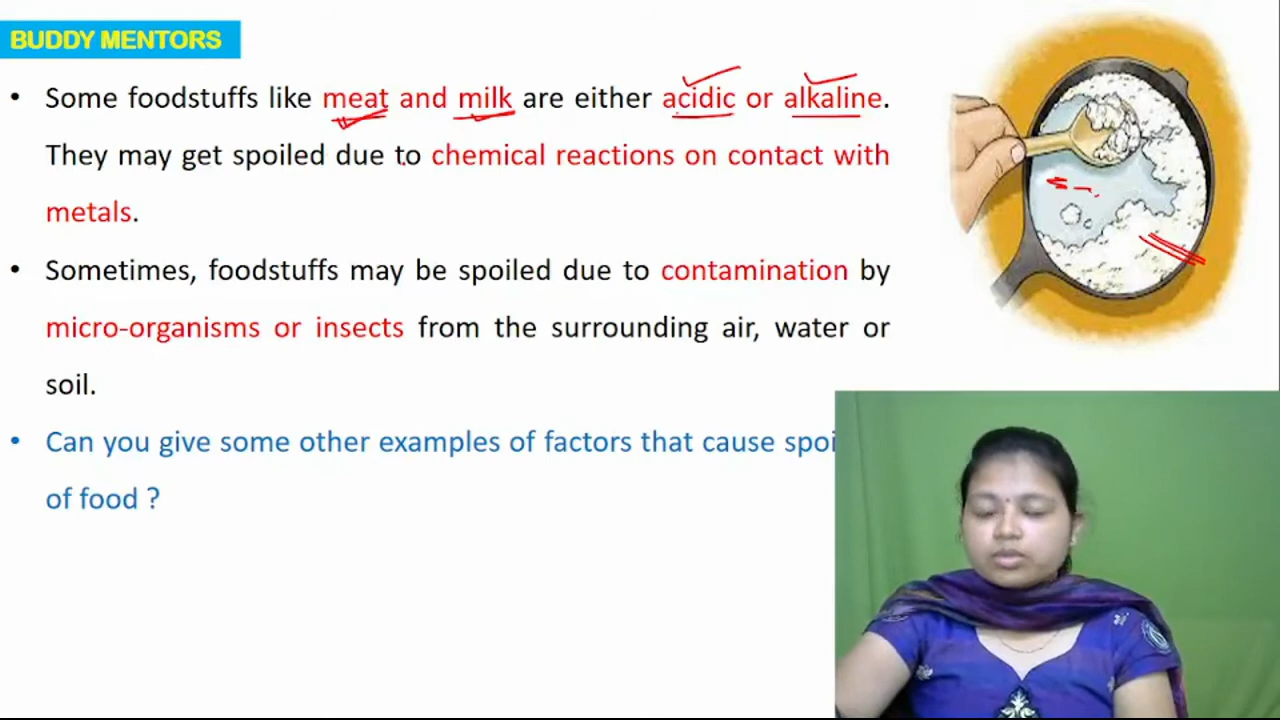 BUDDY MENTORS
• Some foodstuffs like meat and milk are either acidic or alkaline.
They may get spoiled due to chemical reactions on contact with
metals.
• Sometimes, foodstuffs may be spoiled due to contamination by
micro-organisms or insects from the surrounding air, water or
soil.
• Can you give some other examples of factors that cause spoi
of food ?